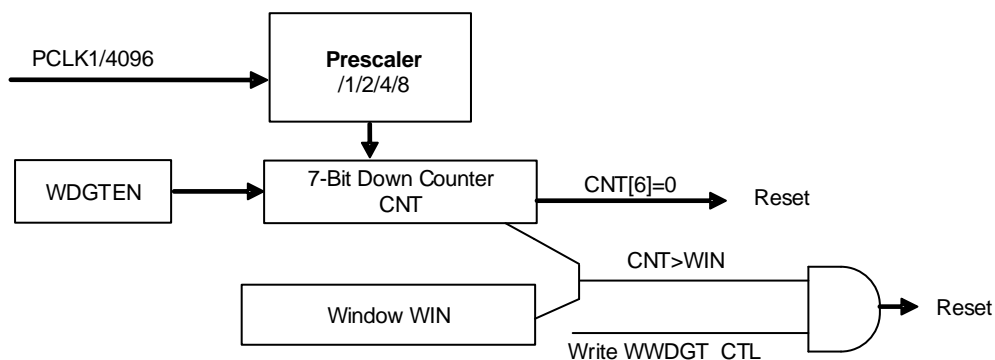 PCLK1/4096
Prescaler
/1/2/4/8
WDGTEN
7-Bit Down Counter
CNT
CNT[6]=0
Reset
CNT>WIN
Window WIN
Reset
Write WWDGT_CTL